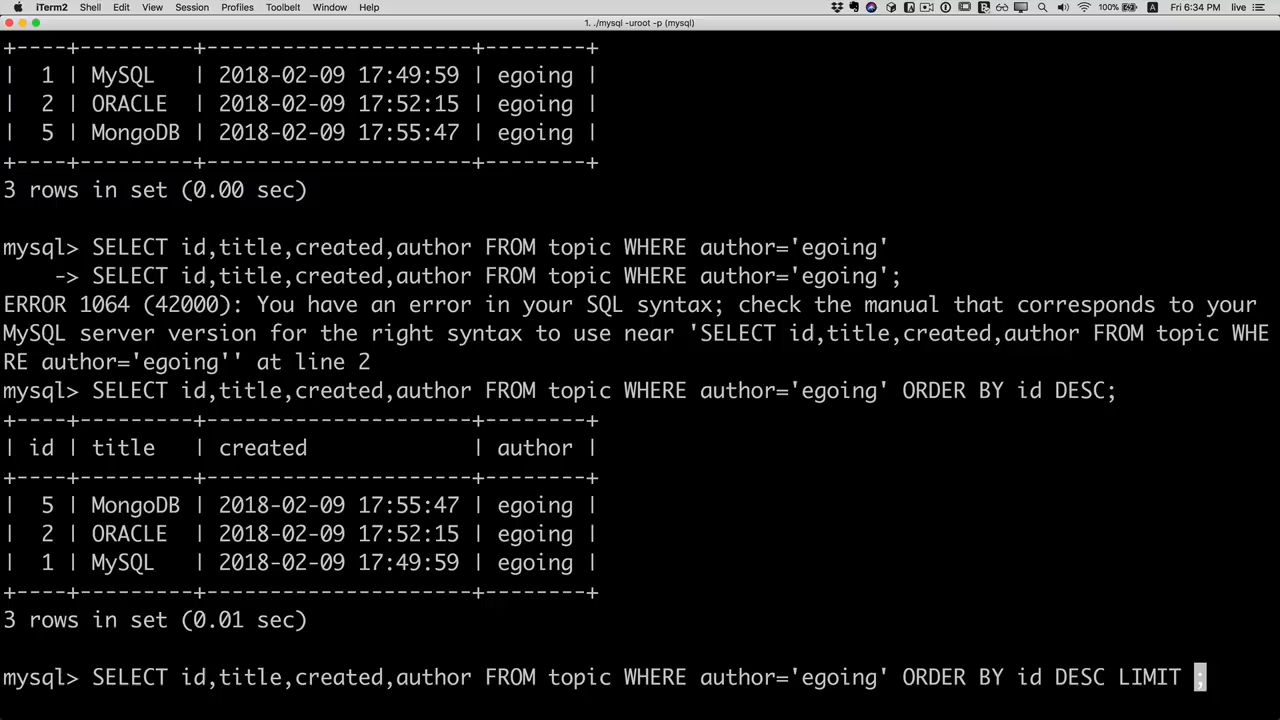 iTerm2 Shell Edit View Session Profiles Toolbelt Window Help 100% Fri 6:34 PM live
1. ./mysql -uroot -p (mysql)
+----+---------+---------------------+--------+
|  1 | MySQL   | 2018-02-09 17:49:59 | egoing |
|  2 | ORACLE  | 2018-02-09 17:52:15 | egoing |
|  5 | MongoDB | 2018-02-09 17:55:47 | egoing |
+----+---------+---------------------+--------+
3 rows in set (0.00 sec)
mysql> SELECT id,title,created,author FROM topic WHERE author='egoing'
    -> SELECT id,title,created,author FROM topic WHERE author='egoing';
ERROR 1064 (42000): You have an error in your SQL syntax; check the manual that corresponds to your
MySQL server version for the right syntax to use near 'SELECT id,title,created,author FROM topic WHE
RE author='egoing'' at line 2
mysql> SELECT id,title,created,author FROM topic WHERE author='egoing' ORDER BY id DESC;
+----+---------+---------------------+--------+
| id | title   | created             | author |
+----+---------+---------------------+--------+
|  5 | MongoDB | 2018-02-09 17:55:47 | egoing |
|  2 | ORACLE  | 2018-02-09 17:52:15 | egoing |
|  1 | MySQL   | 2018-02-09 17:49:59 | egoing |
+----+---------+---------------------+--------+
3 rows in set (0.01 sec)
mysql> SELECT id,title,created,author FROM topic WHERE author='egoing' ORDER BY id DESC LIMIT ;